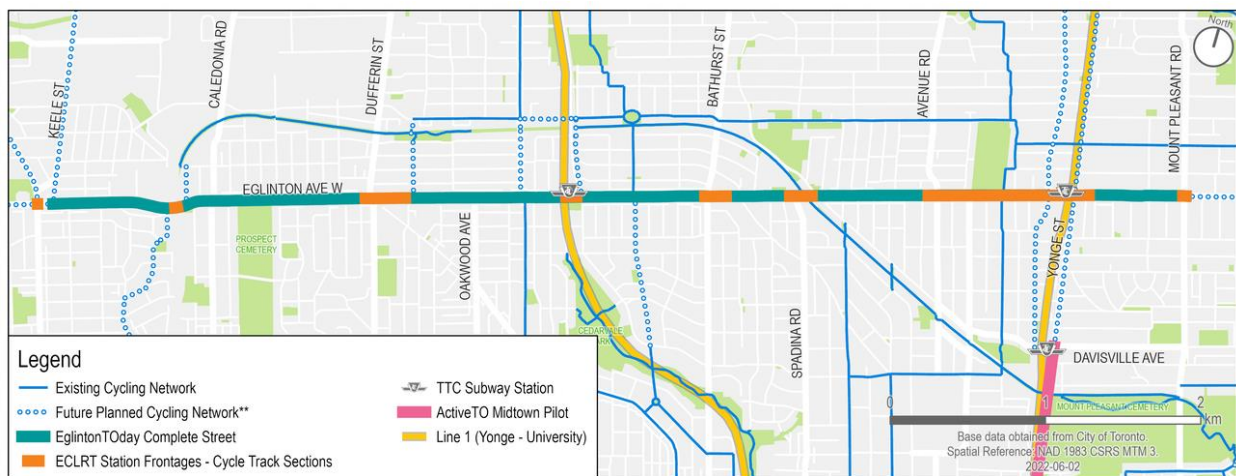 North
KEELE ST
CALEDONIA RD
DUFFERIN ST
BATHURST ST
AVENUE RD
MOUNT PLEASANT RD
EGLINTON AVE W
PROSPECT
CEMETERY
OAKWOOD AVE
YONGE ST
CEDARVALE
SPADINA RD
DAVISVILLE AVE
MOUNT PLEASANT CEMETERY
Legend
Existing Cycling Network
Future Planned Cycling Network**
EglintonTOday Complete Street
ECLRT Station Frontages - Cycle Track Sections
TTC Subway Station
ActiveTO Midtown Pilot
Line 1 (Yonge - University)
0 1 2
km
Base data obtained from City of Toronto.
Spatial Reference: NAD 1983 CSRS MTM 3.
2022-06-02